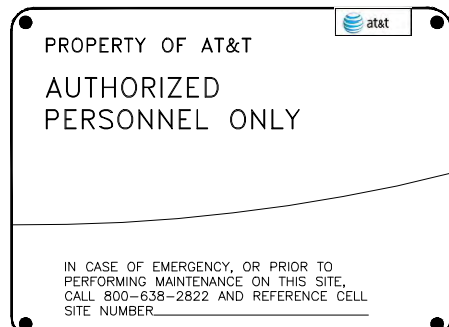 at&t
PROPERTY OF AT&T
AUTHORIZED
PERSONNEL ONLY
IN CASE OF EMERGENCY, OR PRIOR TO
PERFORMING MAINTENANCE ON THIS SITE,
CALL 800-638-2822 AND REFERENCE CELL
SITE NUMBER